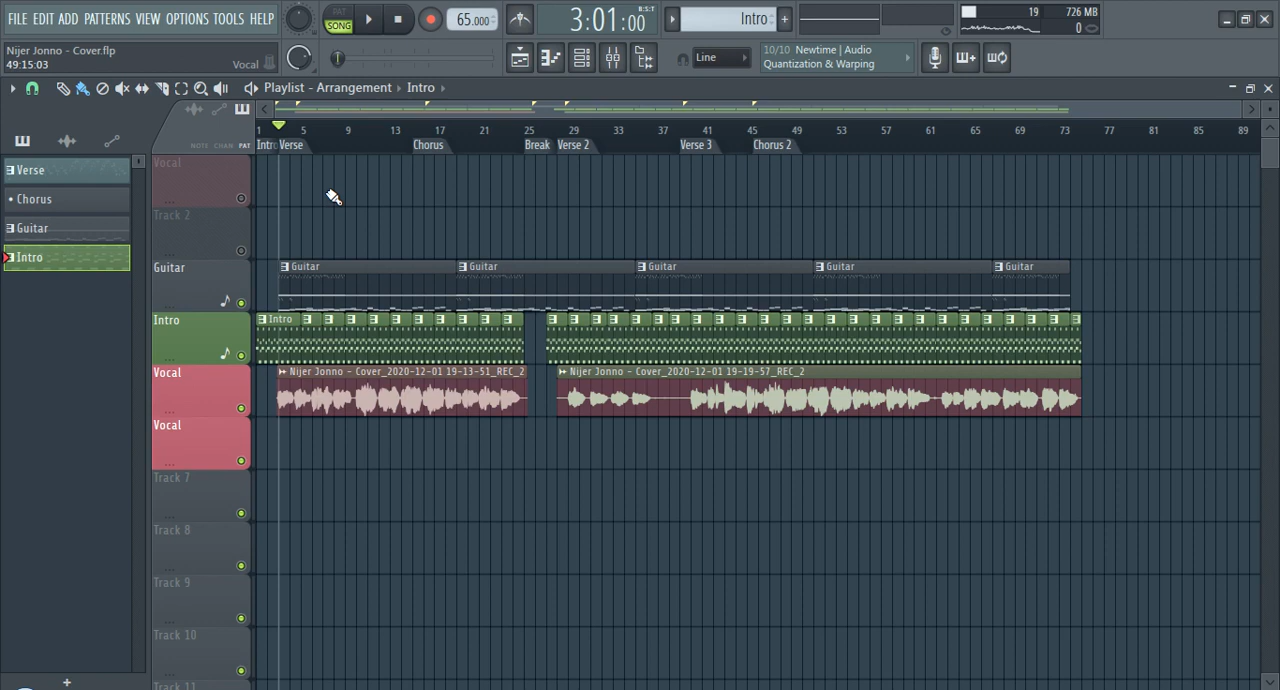 FILE EDIT ADD PATTERNS VIEW OPTIONS TOOLS HELP
PAT
SONG
65.000
3:01:00
B:S:T
Intro
+
19
726 MB
0
Nijer Jonno - Cover.flp
49:15:03
Vocal
Line
10/10 Newtime | Audio
Quantization & Warping
Playlist - Arrangement › Intro ›
NOTE CHAN PAT
1 5 9 13 17 21 25 29 33 37 41 45 49 53 57 61 65 69 73 77 81 85 89
Intro Verse Chorus Break Verse 2 Verse 3 Chorus 2
Verse
Chorus
Guitar
Intro
+
Vocal
Track 2
Guitar
Guitar Guitar Guitar Guitar Guitar
Intro
Intro
Vocal
Nijer Jonno - Cover_2020-12-01 19-13-51_REC_2
Nijer Jonno - Cover_2020-12-01 19-19-57_REC_2
Vocal
Track 7
Track 8
Track 9
Track 10
Track 11